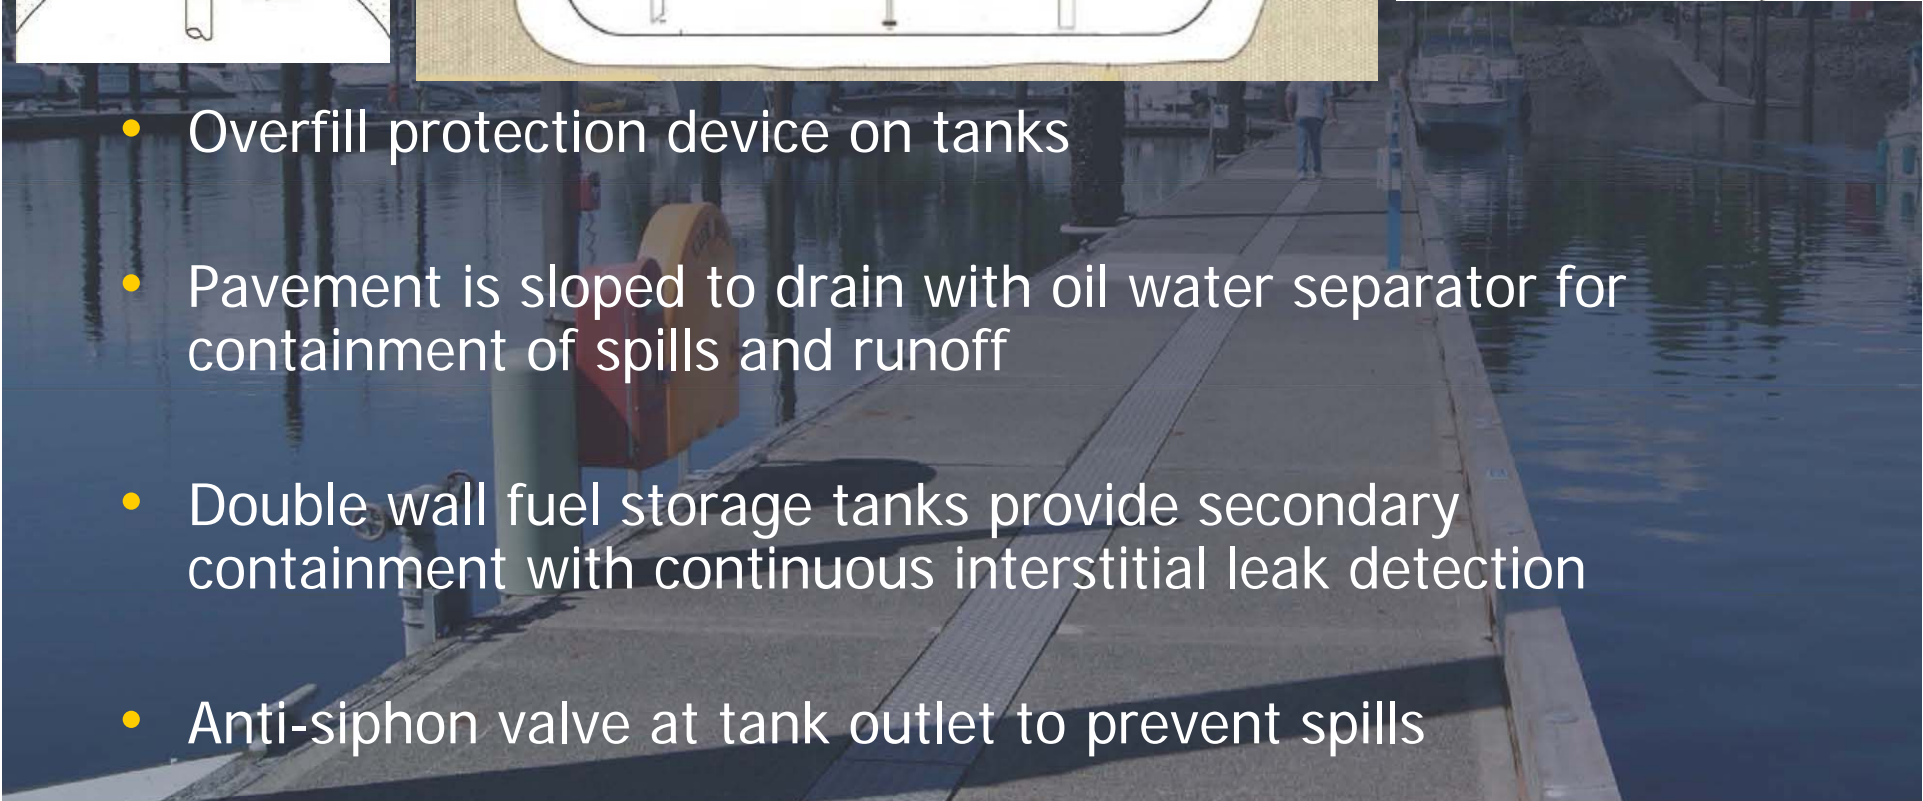 • Overfill protection device on tanks
• Pavement is sloped to drain with oil water separator for
containment of spills and runoff
• Double wall fuel storage tanks provide secondary
containment with continuous interstitial leak detection
• Anti-siphon valve at tank outlet to prevent spills